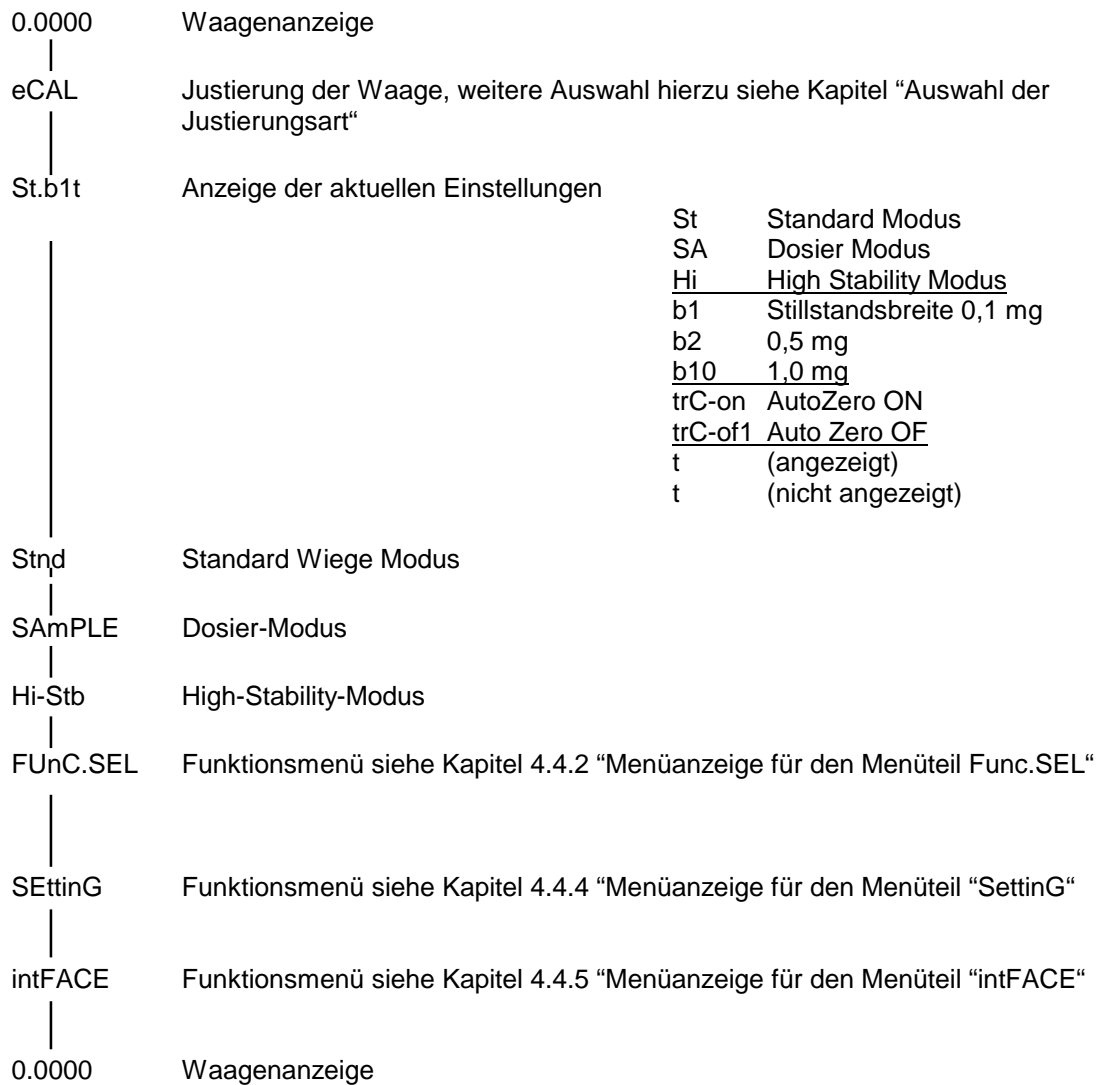 0.0000 Waagenanzeige
eCAL Justierung der Waage, weitere Auswahl hierzu siehe Kapitel “Auswahl der
Justierungsart“
St.b1t Anzeige der aktuellen Einstellungen
St Standard Modus
SA Dosier Modus
Hi High Stability Modus
b1 Stillstandsbreite 0,1 mg
b2 0,5 mg
b10 1,0 mg
trC-on AutoZero ON
trC-of1 Auto Zero OF
t (angezeigt)
t (nicht angezeigt)
Stnd Standard Wiege Modus
SAmPLE Dosier-Modus
Hi-Stb High-Stability-Modus
FUnC.SEL Funktionsmenü siehe Kapitel 4.4.2 “Menüanzeige für den Menüteil Func.SEL“
SEttinG Funktionsmenü siehe Kapitel 4.4.4 “Menüanzeige für den Menüteil “SettinG“
intFACE Funktionsmenü siehe Kapitel 4.4.5 “Menüanzeige für den Menüteil “intFACE“
0.0000 Waagenanzeige